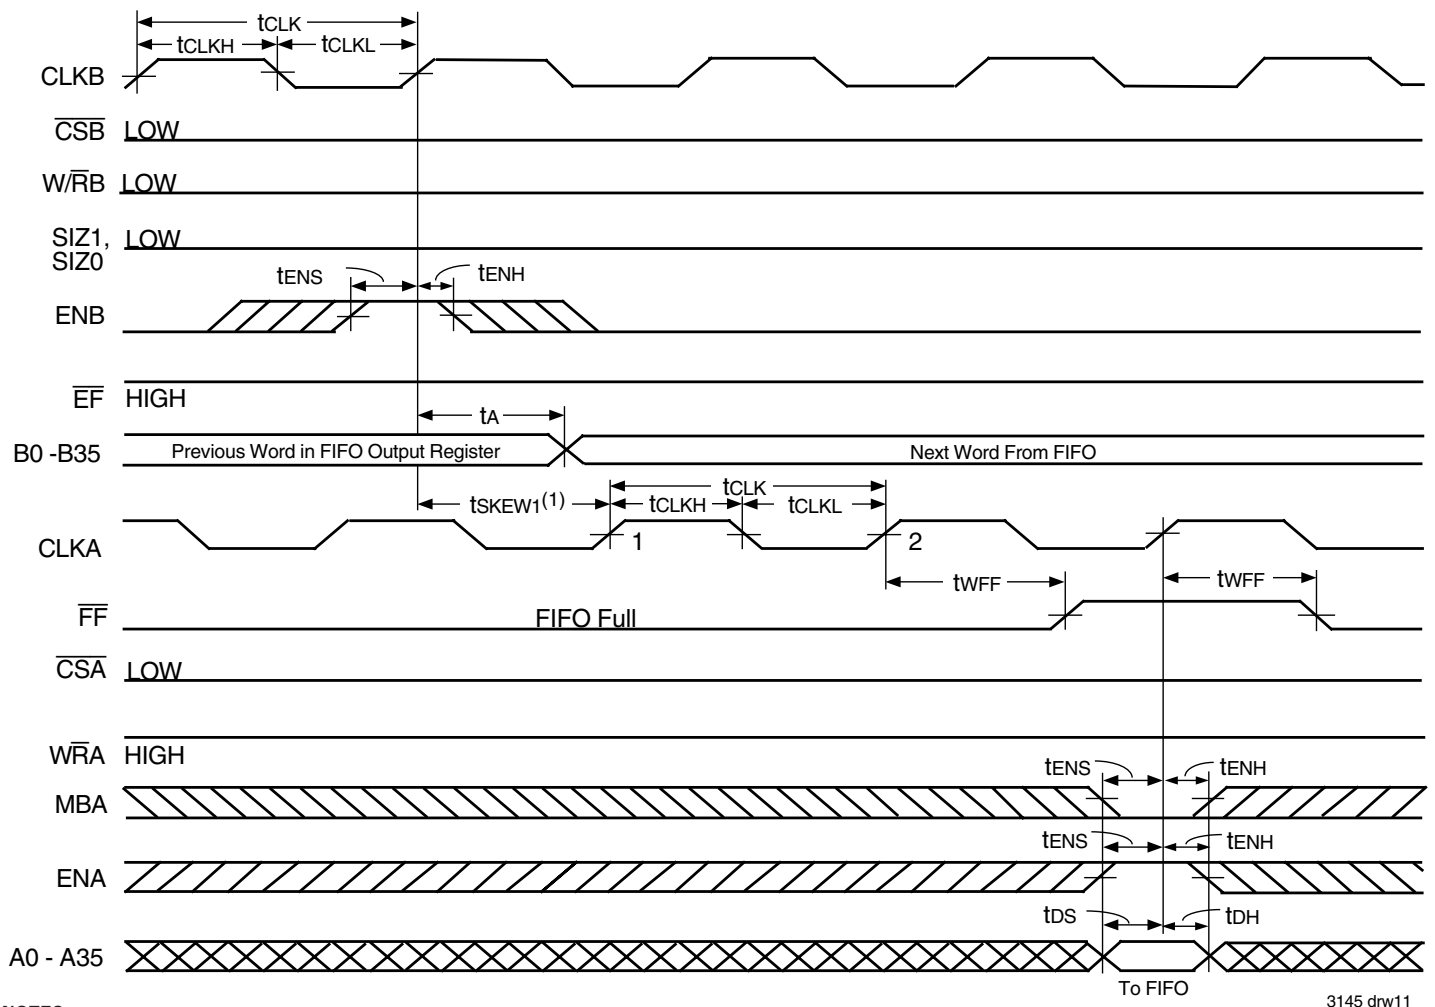 tCLK
tCLKH tCLKL
CLKB
CSB LOW
W/RB LOW
SIZ1, SIZ0 LOW
tENS tENH
ENB
EF HIGH
tA
B0 -B35 Previous Word in FIFO Output Register Next Word From FIFO
tCLK
tSKEW1(1) tCLKH tCLKL
CLKA 1 2
tWFF tWFF
FF FIFO Full
CSA LOW
WRA HIGH
tENS tENH
MBA
tENS tENH
ENA
tDS tDH
A0 - A35
To FIFO
3145 drw11